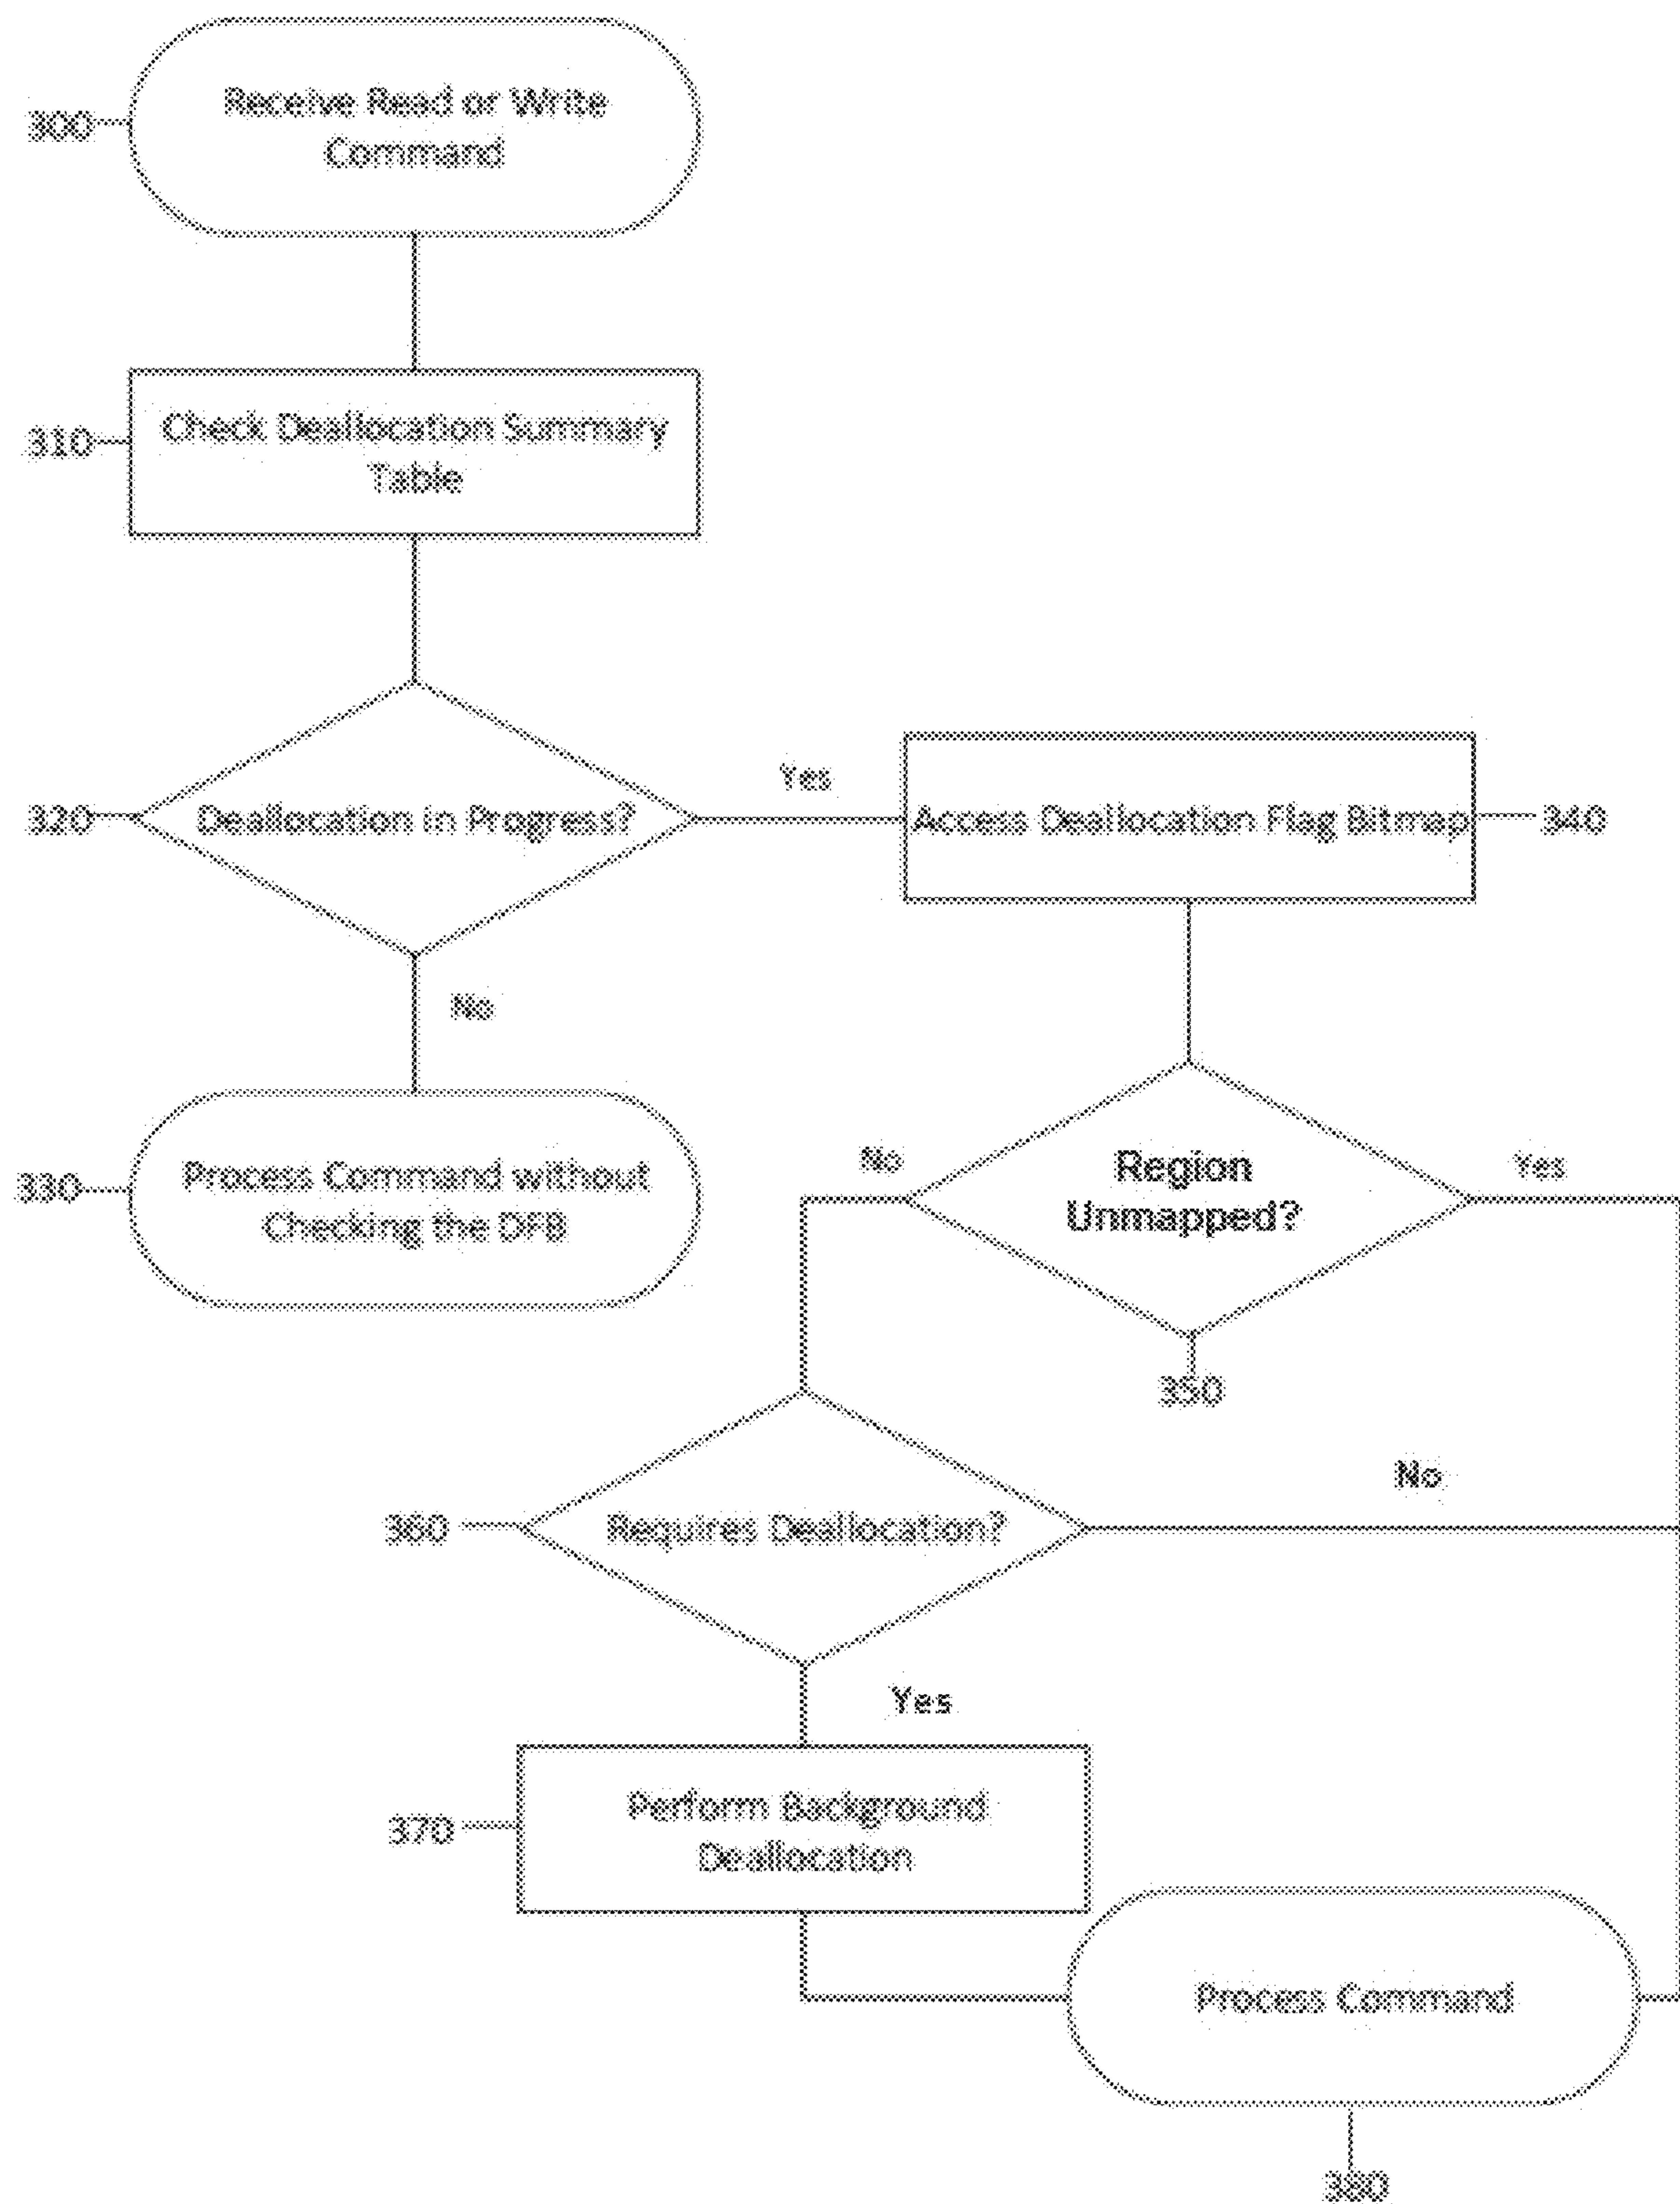 Receive Read or Write
Command
300
310
Check Deallocation Summary
Table
320
Deallocation in Progress?
Yes
Access Deallocation Flag Bitmap
340
No
330
Process Command without
Checking the DFB
No
Region
Unmapped?
Yes
350
No
360
Requires Deallocation?
Yes
370
Perform Background
Deallocation
Process Command
380